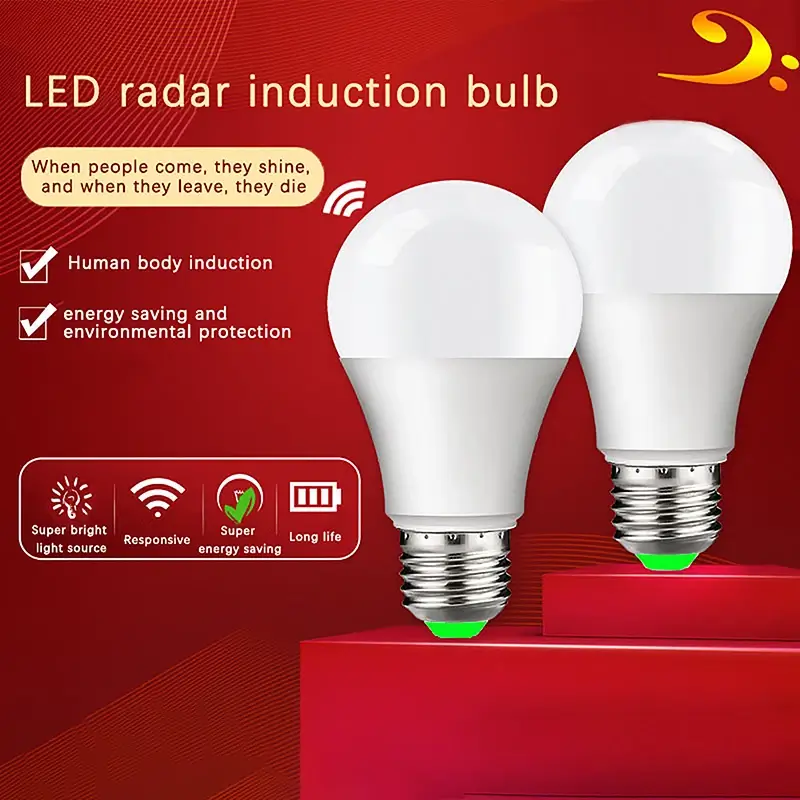 LED radar induction bulb
When people come, they shine,
and when they leave, they die
Human body induction
energy saving and
environmental protection
Super bright
light source
Responsive
Super
energy saving
Long life